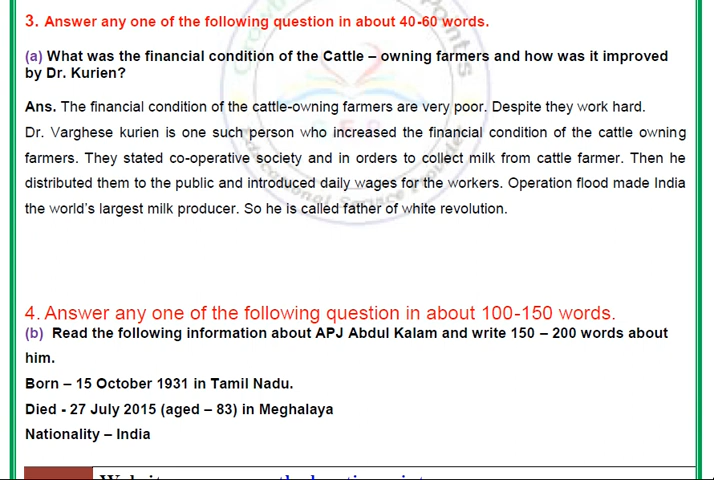 3. Answer any one of the following question in about 40-60 words.
(a) What was the financial condition of the Cattle – owning farmers and how was it improved
by Dr. Kurien?
Ans. The financial condition of the cattle-owning farmers are very poor. Despite they work hard.
Dr. Varghese kurien is one such person who increased the financial condition of the cattle owning
farmers. They stated co-operative society and in orders to collect milk from cattle farmer. Then he
distributed them to the public and introduced daily wages for the workers. Operation flood made India
the world's largest milk producer. So he is called father of white revolution.
4. Answer any one of the following question in about 100-150 words.
(b) Read the following information about APJ Abdul Kalam and write 150 – 200 words about
him.
Born – 15 October 1931 in Tamil Nadu.
Died - 27 July 2015 (aged – 83) in Meghalaya
Nationality – India